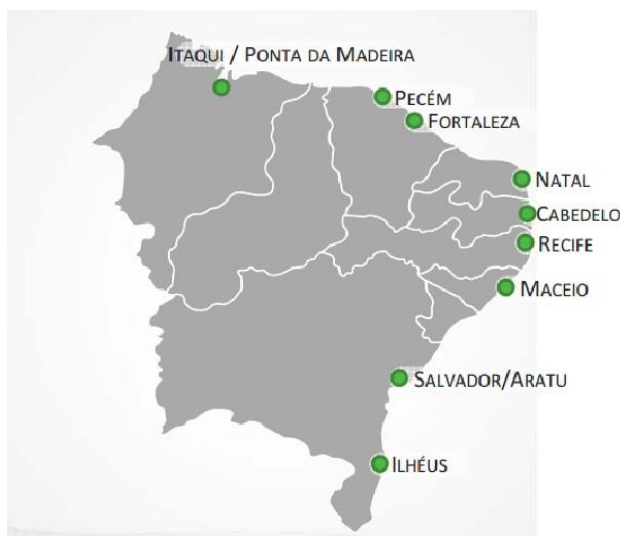 ITAQUI / PONTA DA MADEIRA
PECÉM
FORTALEZA
NATAL
CABEDELO
RECIFE
MACEIO
SALVADOR/ARATU
ILHÉUS